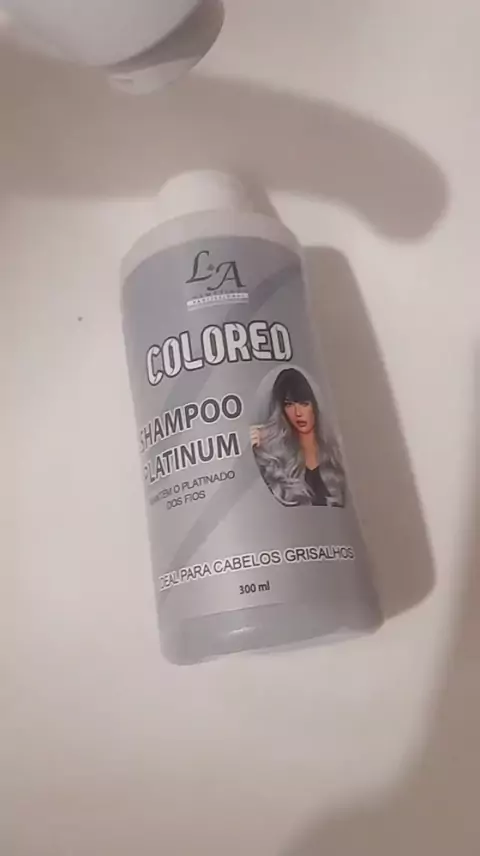 L&A
COLORED
SHAMPOO
PLATINUM
O PLATINADO
DOS FIOS
IDEAL PARA CABELOS GRISALHOS
300 ml